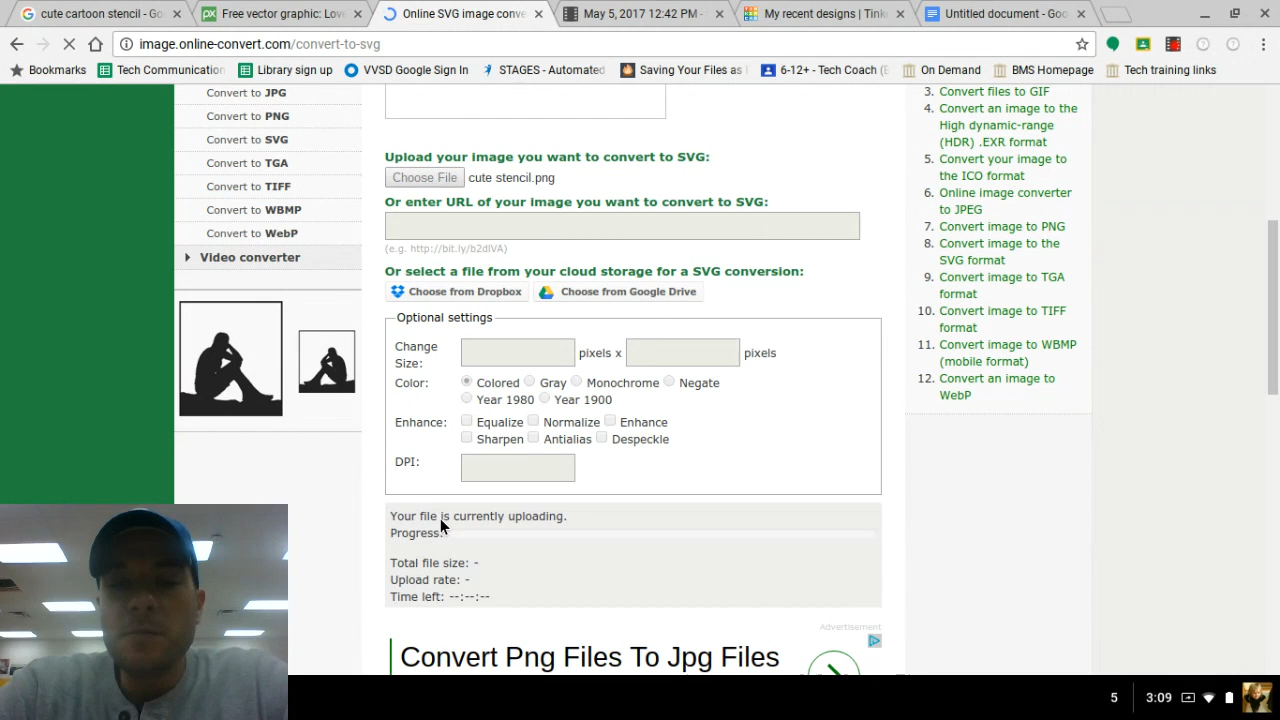 cute cartoon stencil - Go
Free vector graphic: Love
Online SVG image conve
May 5, 2017 12:42 PM
My recent designs | Tink
Untitled document - Goo
image.online-convert.com/convert-to-svg
Bookmarks
Tech Communication
Library sign up
VVSD Google Sign In
STAGES - Automated
Saving Your Files as
6-12+ - Tech Coach (E
On Demand
BMS Homepage
Tech training links
Convert to JPG
Convert to PNG
Convert to SVG
Convert to TGA
Convert to TIFF
Convert to WBMP
Convert to WebP
Video converter
Upload your image you want to convert to SVG:
Choose File cute stencil.png
Or enter URL of your image you want to convert to SVG:
(e.g. http://bit.ly/b2dlVA)
Or select a file from your cloud storage for a SVG conversion:
Choose from Dropbox
Choose from Google Drive
Optional settings
Change
Size:
pixels x
pixels
Color:
Colored Gray Monochrome Negate
Year 1980 Year 1900
Enhance:
Equalize Normalize Enhance
Sharpen Antialias Despeckle
DPI:
Your file is currently uploading.
Progress:
Total file size: -
Upload rate: -
Time left: --:--:--
Advertisement
Convert Png Files To Jpg Files
3. Convert files to GIF
4. Convert an image to the
High dynamic-range
(HDR) .EXR format
5. Convert your image to
the ICO format
6. Online image converter
to JPEG
7. Convert image to PNG
8. Convert image to the
SVG format
9. Convert image to TGA
format
10. Convert image to TIFF
format
11. Convert image to WBMP
(mobile format)
12. Convert an image to
WebP
5
3:09